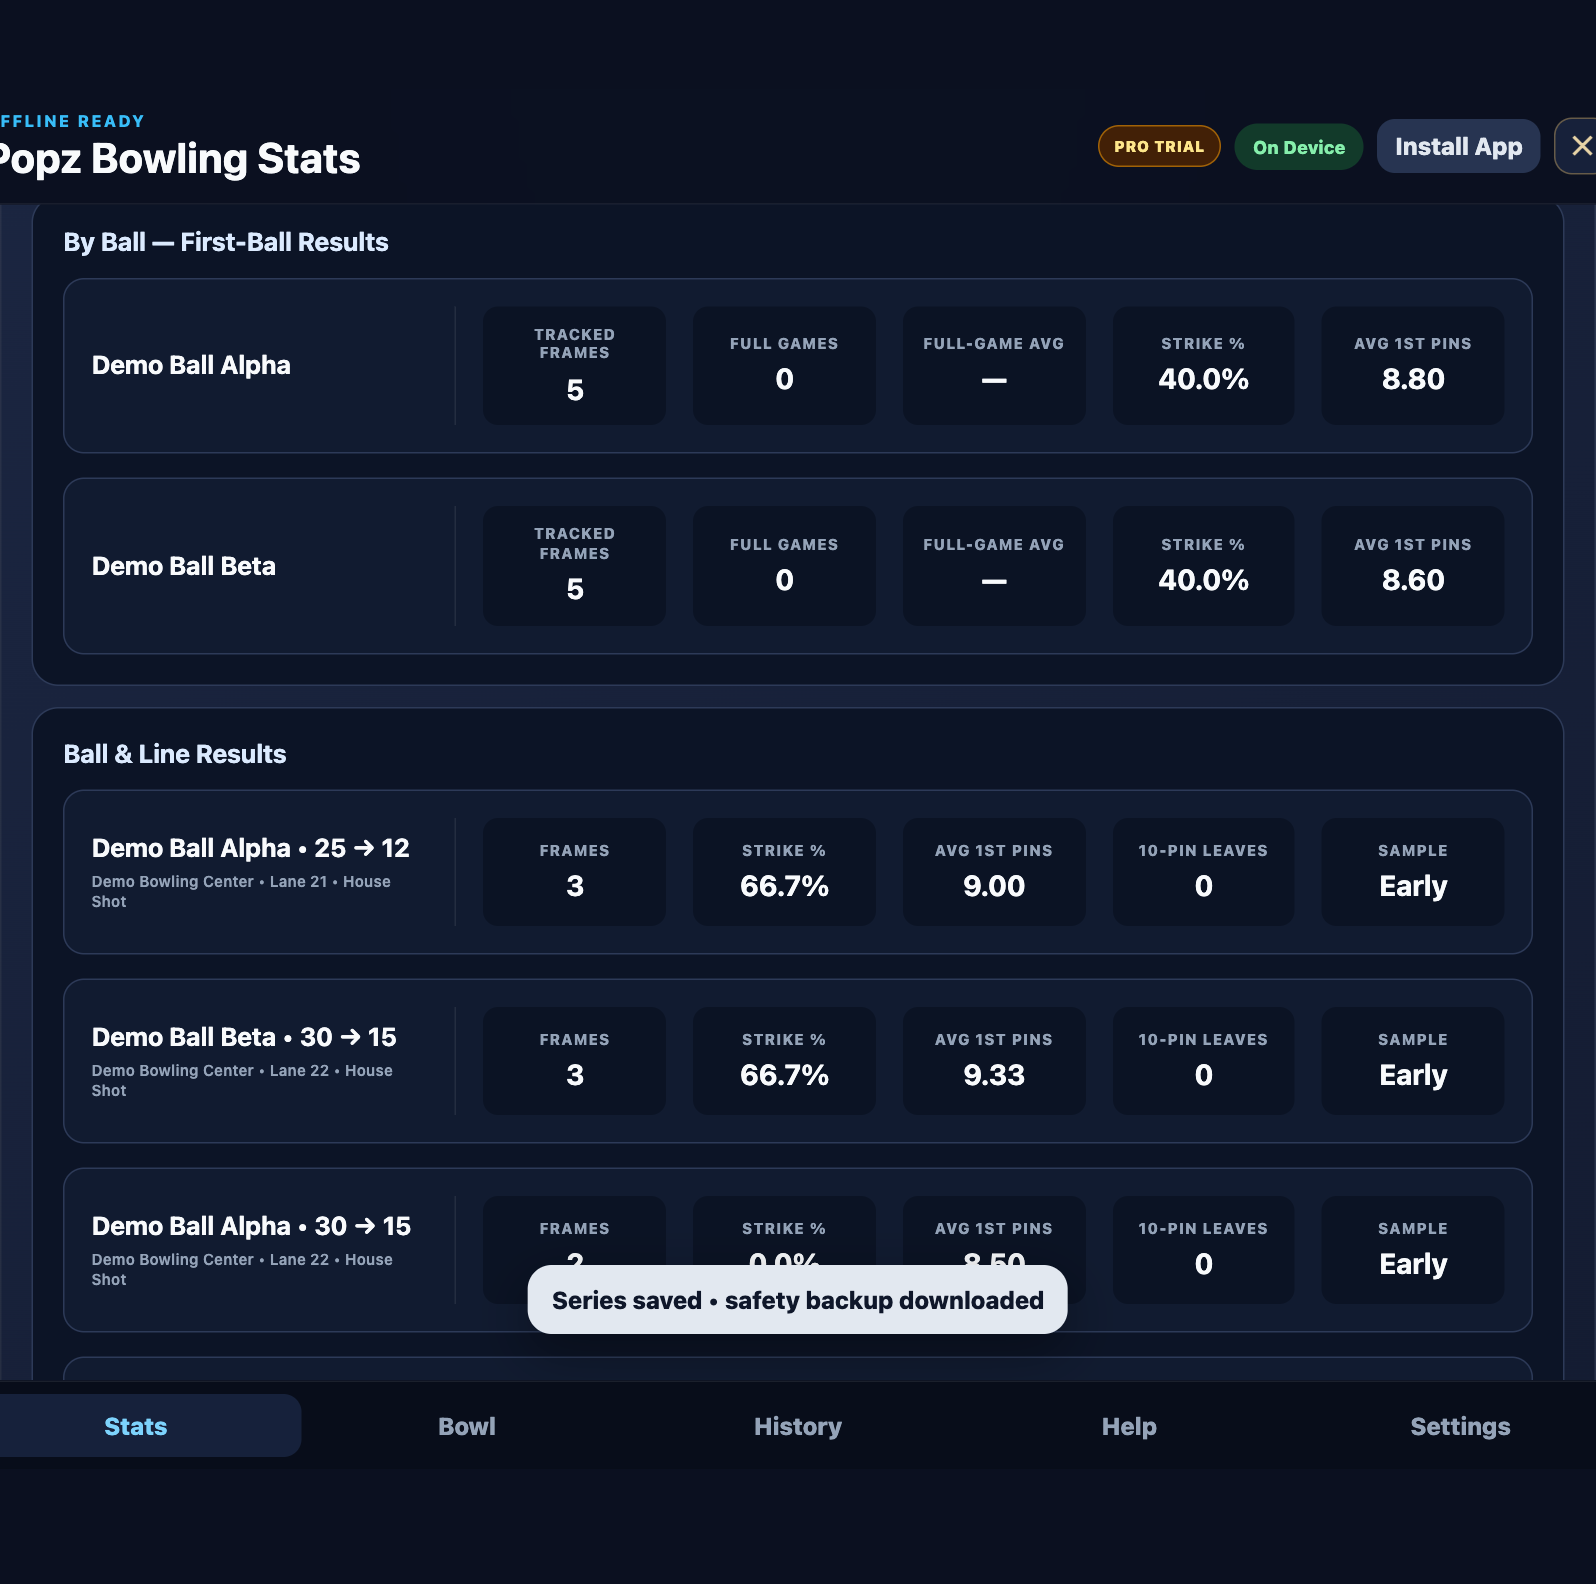 FFLINE READY
Popz Bowling Stats
PRO TRIAL
On Device
Install App
By Ball — First-Ball Results
Demo Ball Alpha
TRACKED
FRAMES
5
FULL GAMES
0
FULL-GAME AVG
—
STRIKE %
40.0%
AVG 1ST PINS
8.80
Demo Ball Beta
TRACKED
FRAMES
5
FULL GAMES
0
FULL-GAME AVG
—
STRIKE %
40.0%
AVG 1ST PINS
8.60
Ball & Line Results
Demo Ball Alpha • 25 → 12
Demo Bowling Center • Lane 21 • House
Shot
FRAMES
3
STRIKE %
66.7%
AVG 1ST PINS
9.00
10-PIN LEAVES
0
SAMPLE
Early
Demo Ball Beta • 30 → 15
Demo Bowling Center • Lane 22 • House
Shot
FRAMES
3
STRIKE %
66.7%
AVG 1ST PINS
9.33
10-PIN LEAVES
0
SAMPLE
Early
Demo Ball Alpha • 30 → 15
Demo Bowling Center • Lane 22 • House
Shot
FRAMES
2
STRIKE %
0.0%
AVG 1ST PINS
8.50
10-PIN LEAVES
0
SAMPLE
Early
Series saved • safety backup downloaded
Stats
Bowl
History
Help
Settings